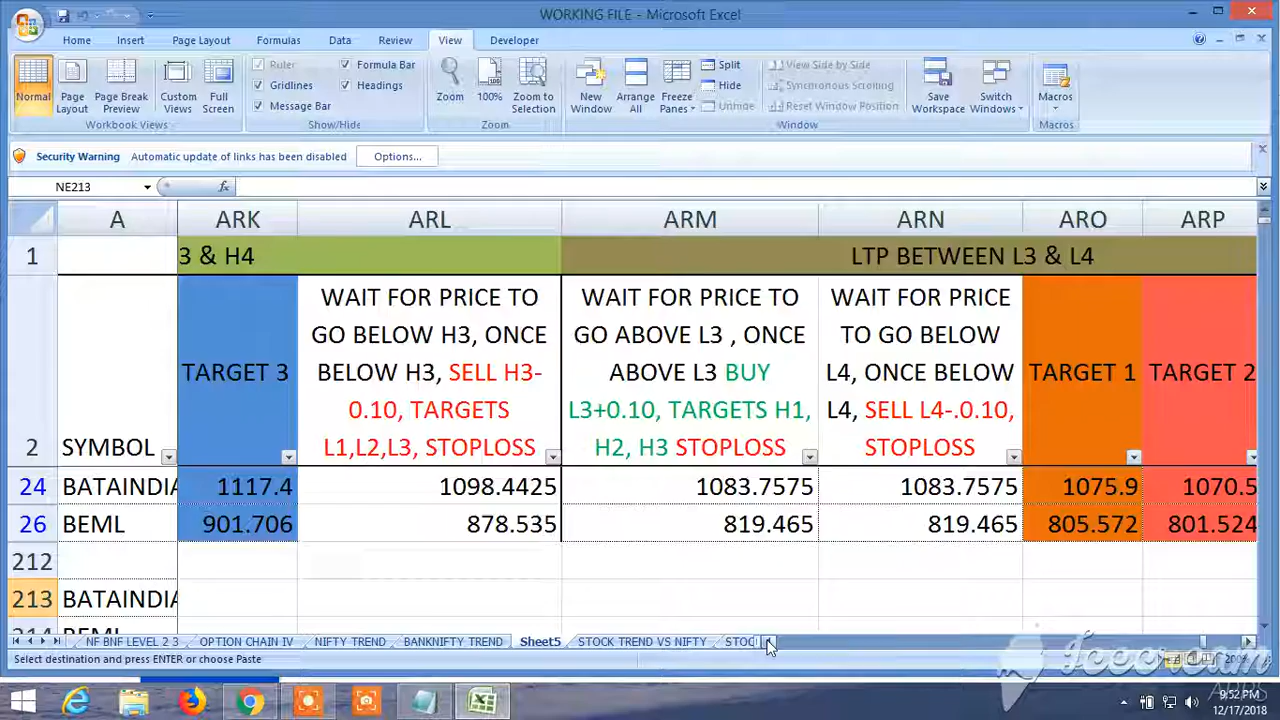 WORKING FILE - Microsoft Excel
Home Insert Page Layout Formulas Data Review View Developer
Normal
Page Layout
Page Break Preview
Custom Views
Full Screen
Workbook Views
Ruler
Gridlines
Message Bar
Formula Bar
Headings
Show/Hide
Zoom
100%
Zoom to Selection
Zoom
New Window
Arrange All
Freeze Panes
Split
Hide
Unhide
View Side by Side
Synchronous Scrolling
Reset Window Position
Window
Save Workspace
Switch Windows
Macros
Macros
Security Warning Automatic update of links has been disabled Options...
NE213 fx
A ARK ARL ARM ARN ARO ARP
1 3 & H4 LTP BETWEEN L3 & L4
2 SYMBOL
TARGET 3
WAIT FOR PRICE TO
GO BELOW H3, ONCE
BELOW H3, SELL H3-
0.10, TARGETS
L1,L2,L3, STOPLOSS
WAIT FOR PRICE TO
GO ABOVE L3 , ONCE
ABOVE L3 BUY
L3+0.10, TARGETS H1,
H2, H3 STOPLOSS
WAIT FOR PRICE
TO GO BELOW
L4, ONCE BELOW
L4, SELL L4-.0.10,
STOPLOSS
TARGET 1
TARGET 2
24 BATAINDIA 1117.4 1098.4425 1083.7575 1083.7575 1075.9 1070.5
26 BEML 901.706 878.535 819.465 819.465 805.572 801.524
212
213 BATAINDIA
214 BEML
NF BNF LEVEL 2 3 OPTION CHAIN IV NIFTY TREND BANKNIFTY TREND Sheet5 STOCK TREND VS NIFTY STOC
Select destination and press ENTER or choose Paste
Icecream
APPS
9:52 PM
12/17/2018